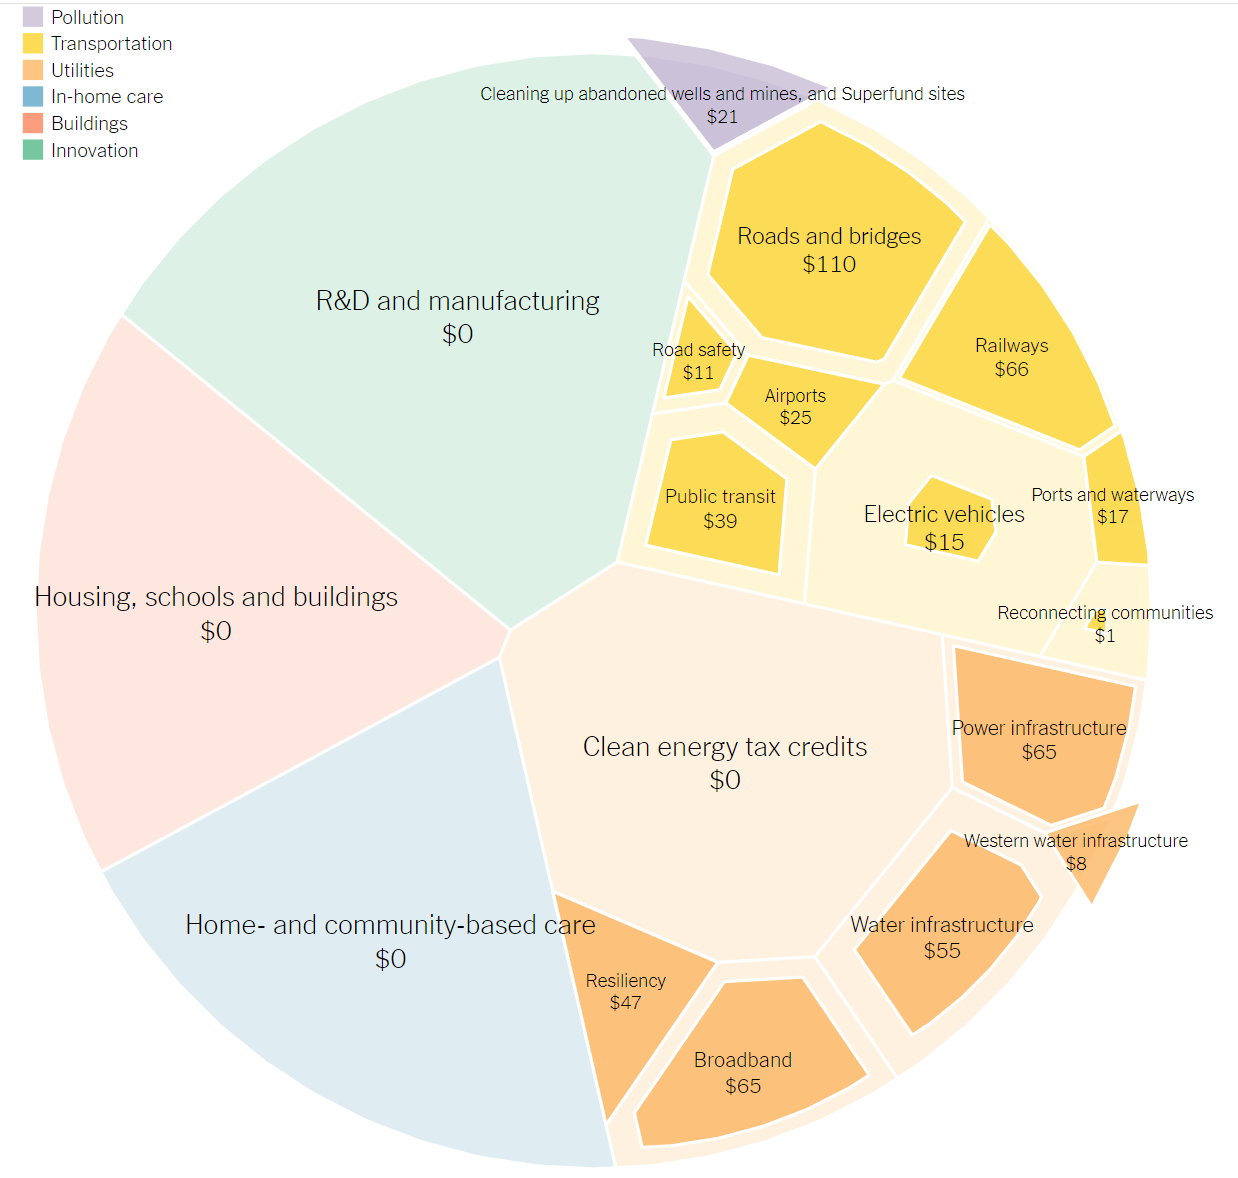 Pollution
Transportation
Utilities
In-home care
Buildings
Innovation
Cleaning up abandoned wells and mines, and Superfund sites
$21
Roads and bridges
$110
R&D and manufacturing
$0
Road safety
$11
Railways
$66
Airports
$25
Public transit
$39
Electric vehicles
$15
Ports and waterways
$17
Housing, schools and buildings
$0
Reconnecting communities
$1
Clean energy tax credits
$0
Power infrastructure
$65
Western water infrastructure
$8
Home- and community-based care
$0
Water infrastructure
$55
Resiliency
$47
Broadband
$65